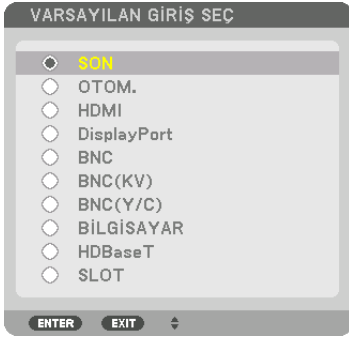 VARSAYILAN GİRİŞ SEÇ
SON
OTOM.
HDMI
DisplayPort
BNC
BNC(KV)
BNC(Y/C)
BİLGİSAYAR
HDBaseT
SLOT
ENTER EXIT